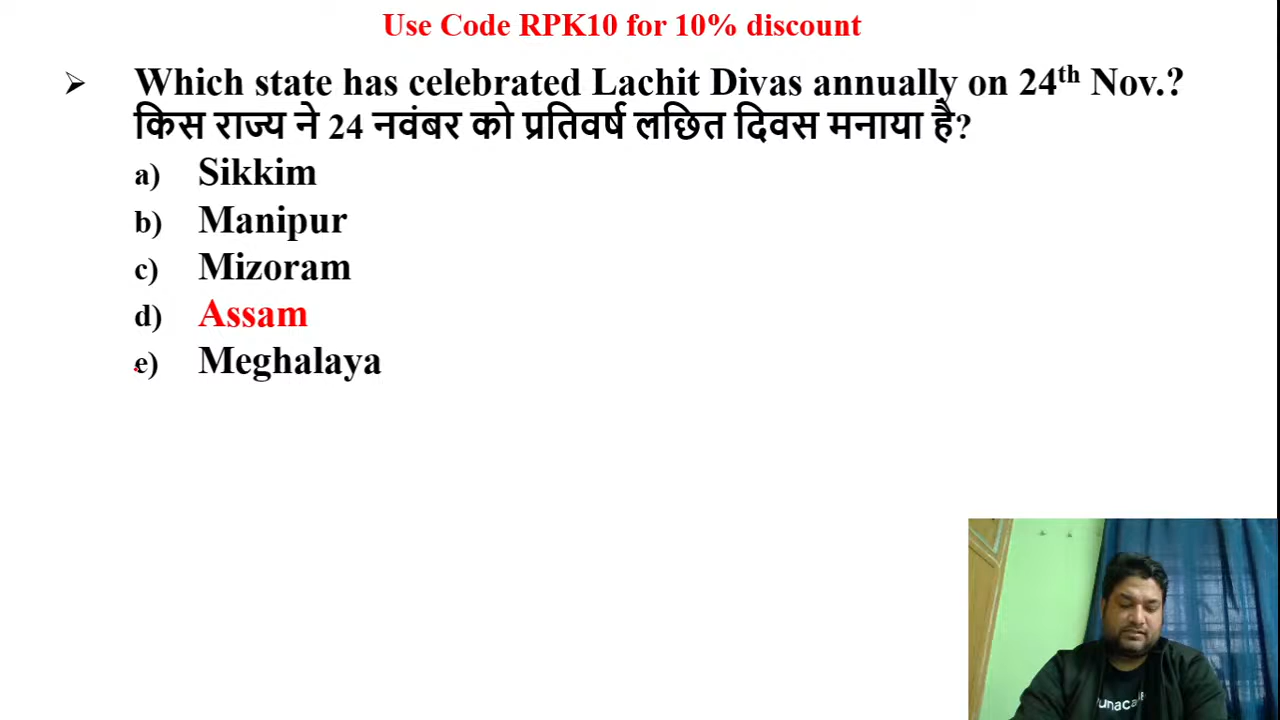 Use Code RPK10 for 10% discount
➢ Which state has celebrated Lachit Divas annually on 24th Nov.?
किस राज्य ने 24 नवंबर को प्रतिवर्ष लछित दिवस मनाया है?
a) Sikkim
b) Manipur
c) Mizoram
d) Assam
e) Meghalaya